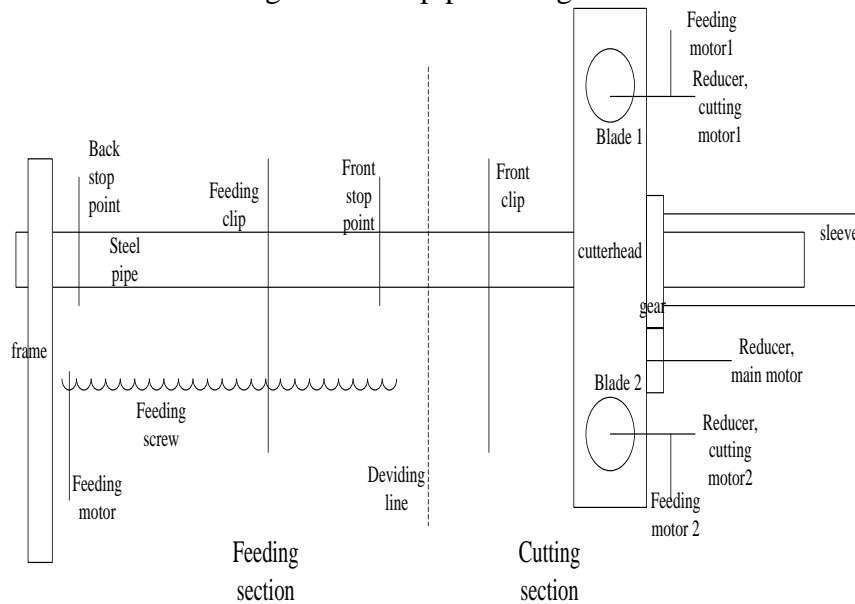 Feeding
motor1
Reducer,
cutting
motor1
Blade 1
Back
stop
point
Feeding
clip
Front
stop
point
Front
clip
Steel
pipe
cutterhead
sleeve
gear
frame
Reducer,
main motor
Blade 2
Feeding
screw
Reducer,
cutting
motor2
Feeding
motor
Deviding
line
Feeding
motor 2
Feeding
section
Cutting
section